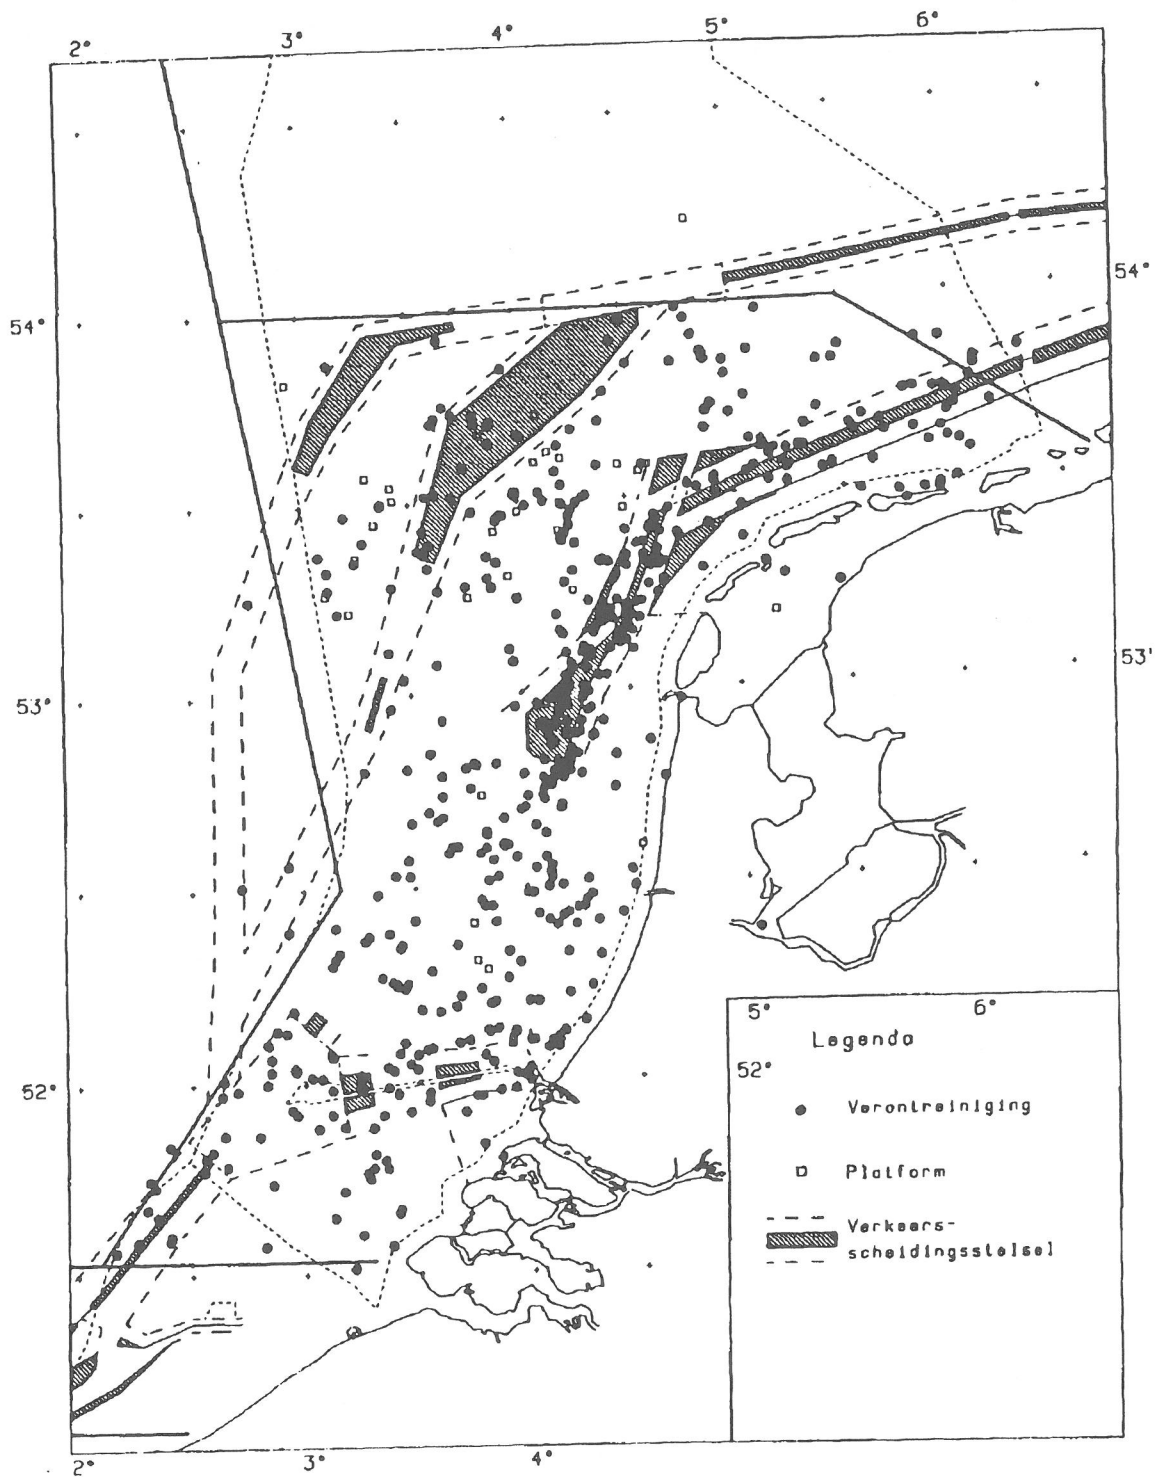 2° 3° 4° 5° 6°
54°
54°
53'
53°
5° 6°
Legenda
52°
52°
Verontreiniging
Platform
Verkeers-
scheidingsstelsel
2° 3° 4°